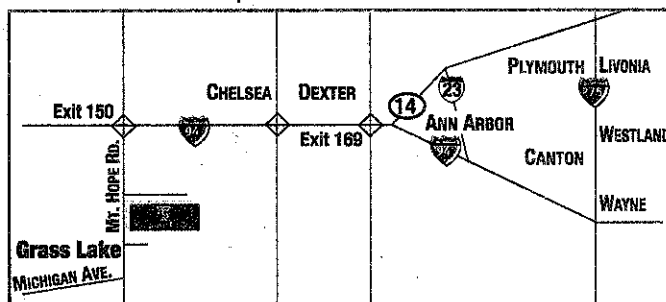 PLYMOUTH LIVONIA
CHELSEA DEXTER
23
Exit 150
14
94
Exit 169
ANN ARBOR
94
WESTLAND
CANTON
MT. HOPE RD.
WAYNE
Grass Lake
MICHIGAN AVE.